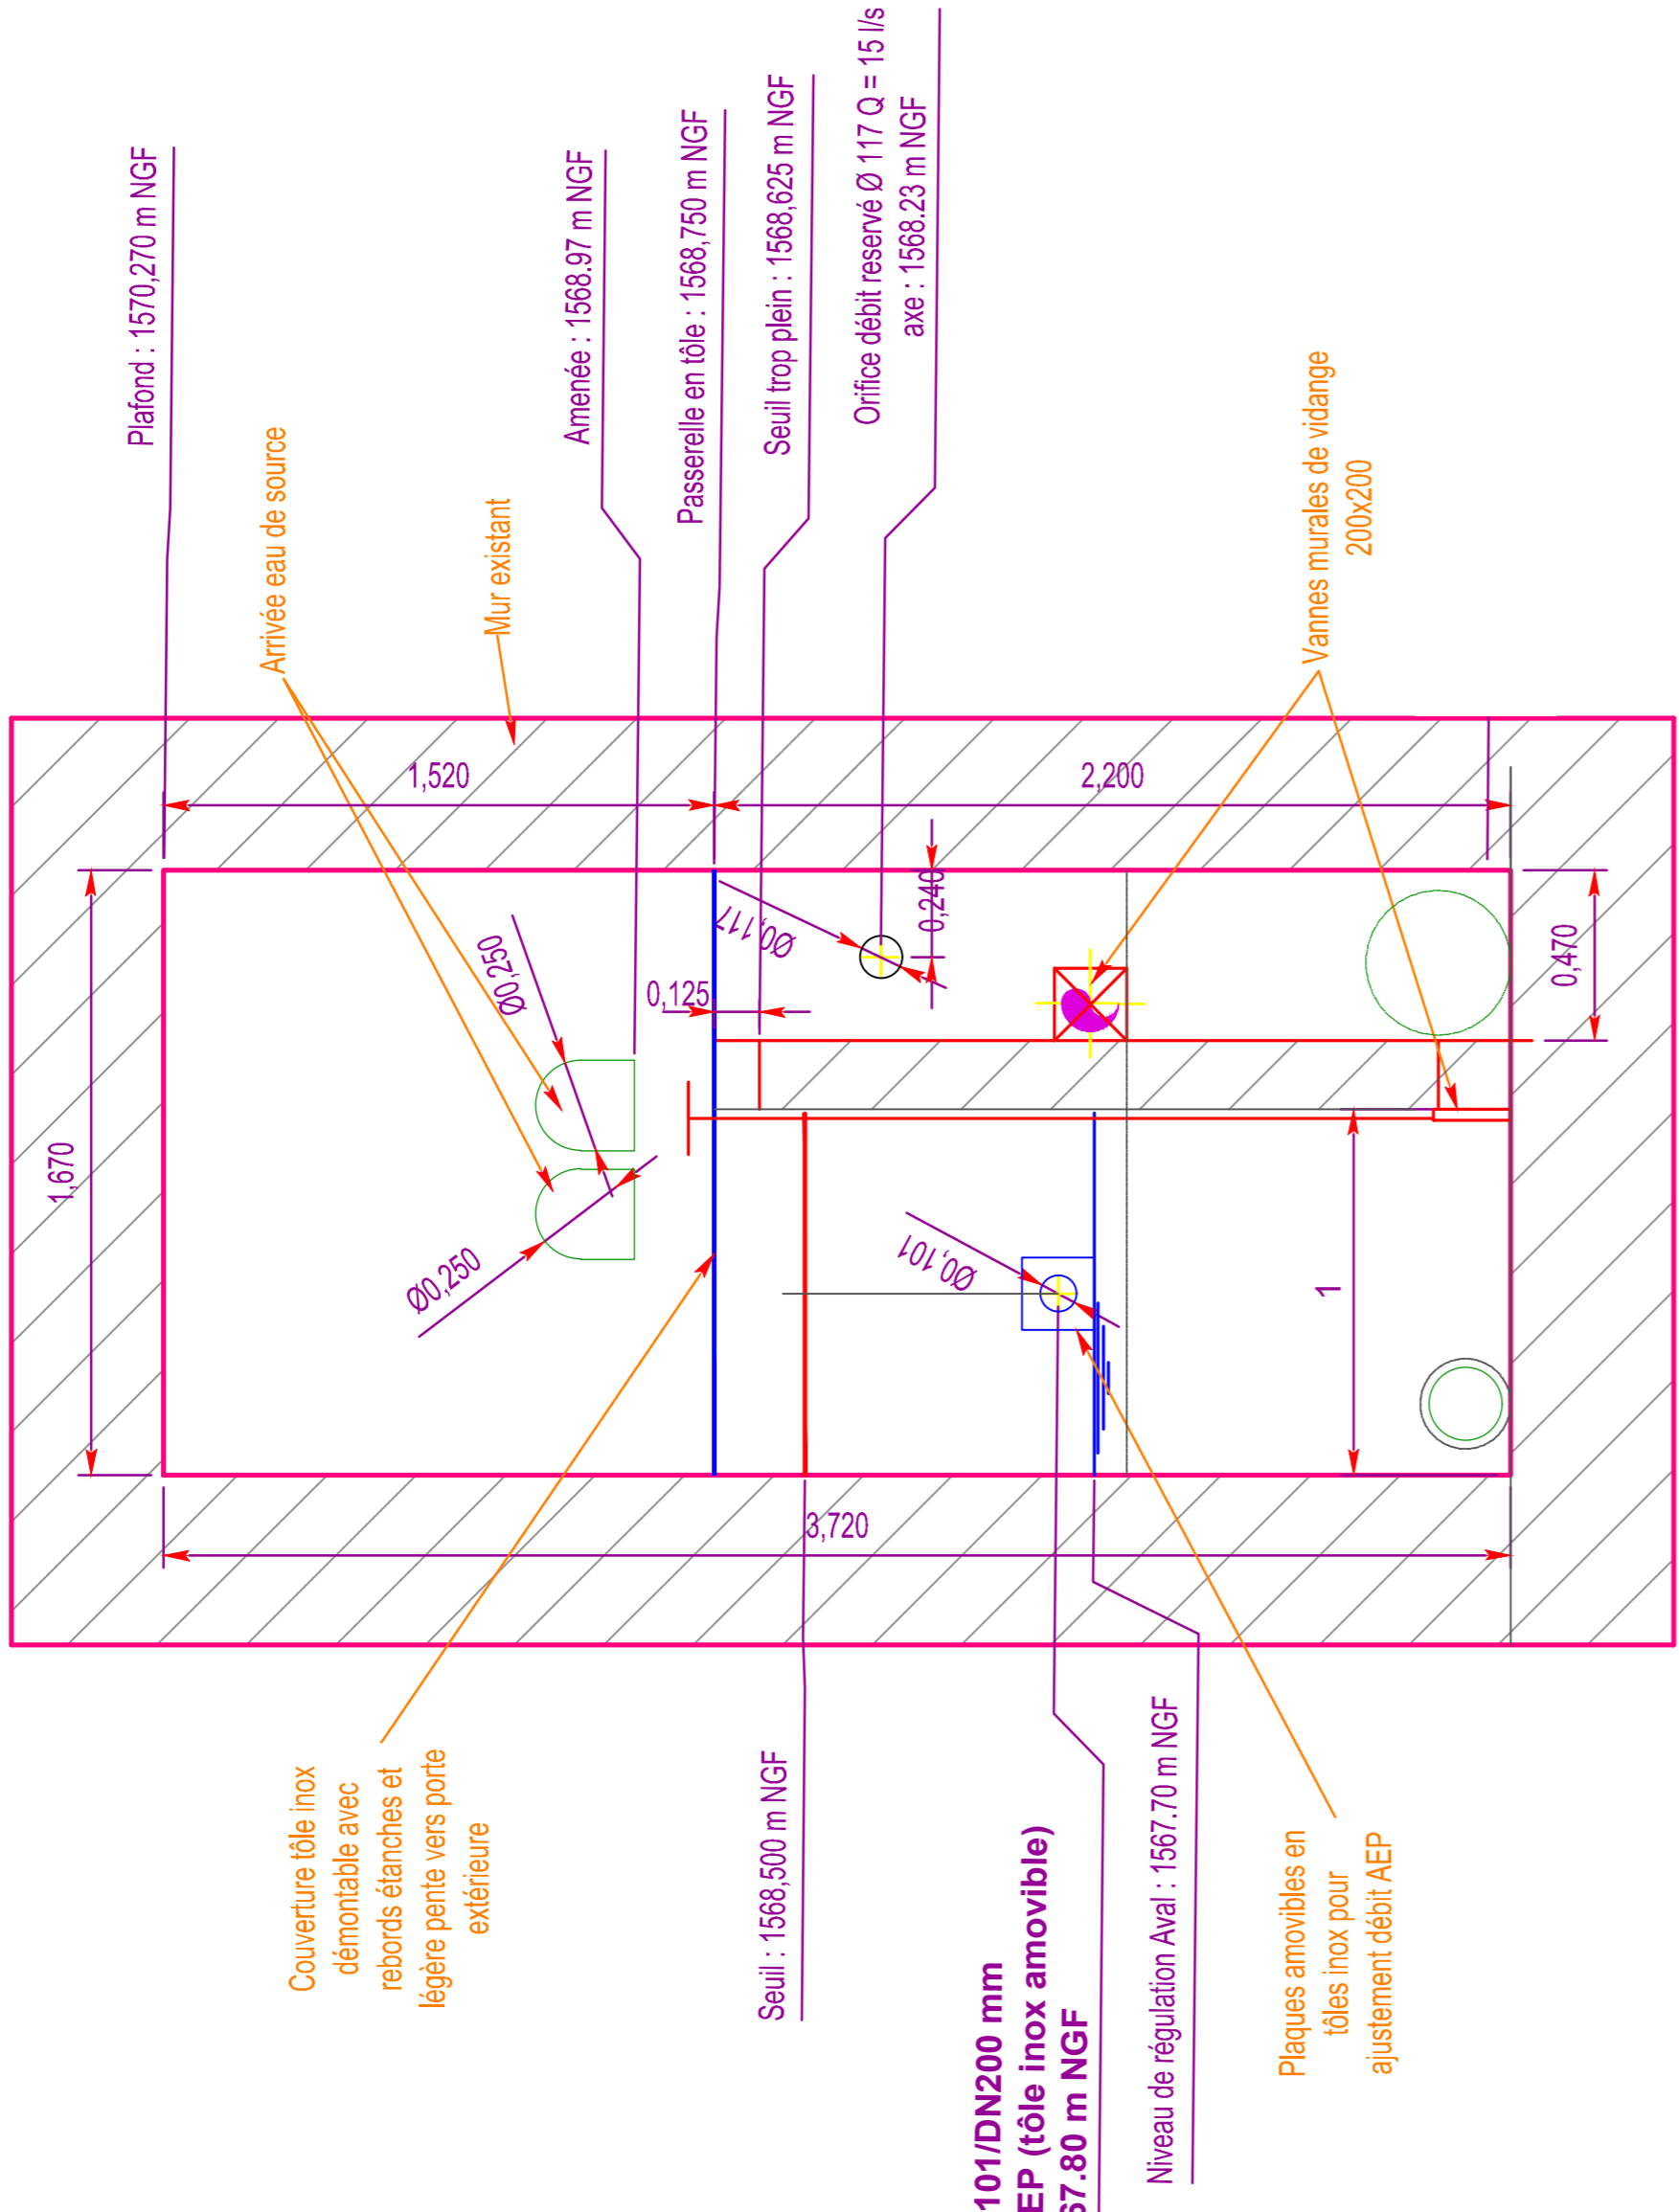 Plafond : 1570,270 m NGF
Arrivée eau de source
Mur existant
Amenée : 1568.97 m NGF
Passerelle en tôle : 1568,750 m NGF
Seuil trop plein : 1568,625 m NGF
Orifice débit reservé Ø 117 Q = 15 l/s
axe : 1568.23 m NGF
Vannes murales de vidange
200x200
1,520
2,200
1,670
Ø0,250
Ø0,250
0,125
Ø0,117
0,240
0,470
Ø0,101
1
3,720
Couverture tôle inox
démontable avec
rebords étanches et
légère pente vers porte
extérieure
Seuil : 1568,500 m NGF
101/DN200 mm
EP (tôle inox amovible)
67.80 m NGF
Niveau de régulation Aval : 1567.70 m NGF
Plaques amovibles en
tôles inox pour
ajustement débit AEP